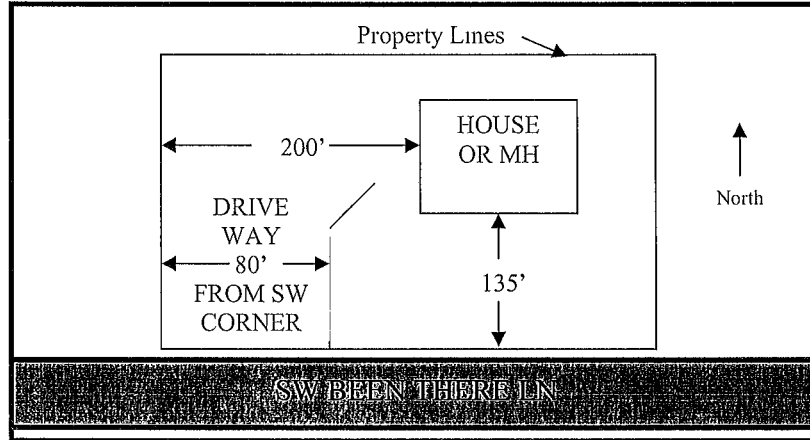 Property Lines
HOUSE
OR MH
200'
North
DRIVE
WAY
80'
FROM SW
CORNER
135'
SW BEEN THERE LN